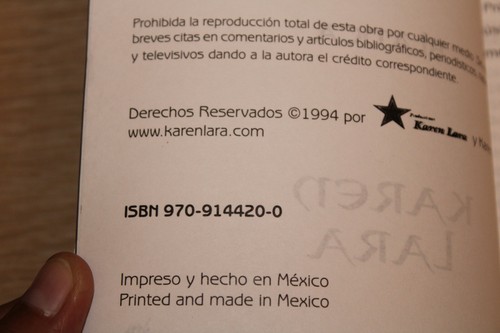 Prohibida la reproducción total de esta obra por cualquier medio.
breves citas en comentarios y artículos bibliográficos, periodísticos,
y televisivos dando a la autora el crédito correspondiente.
Derechos Reservados ©1994 por Karen Lara y
www.karenlara.com
KAREN
LARA
ISBN 970-914420-0
Impreso y hecho en México
Printed and made in Mexico